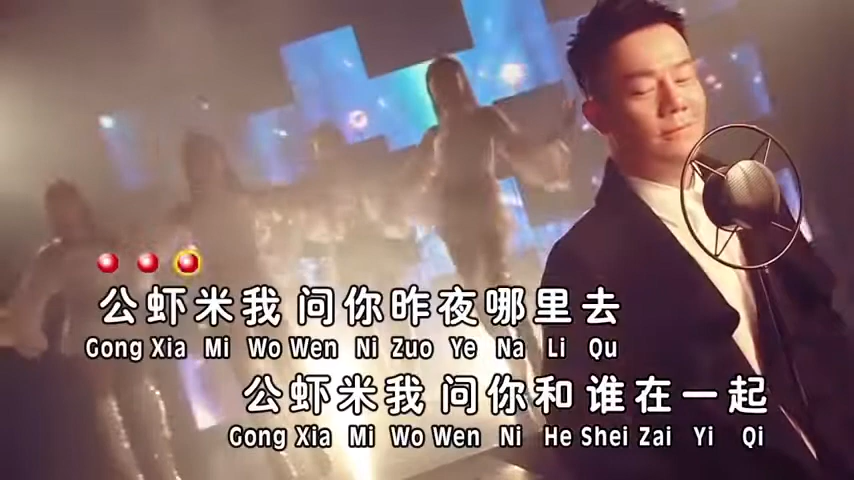 公虾米我 问你昨夜哪里去
Gong Xia Mi Wo Wen Ni Zuo Ye Na Li Qu
公虾米我 问你和谁在一起
Gong Xia Mi Wo Wen Ni He Shei Zai Yi Qi